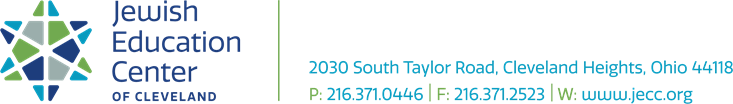 Jewish
Education
Center
OF CLEVELAND
2030 South Taylor Road, Cleveland Heights, Ohio 44118
P: 216.371.0446 | F: 216.371.2523 | W: www.jecc.org